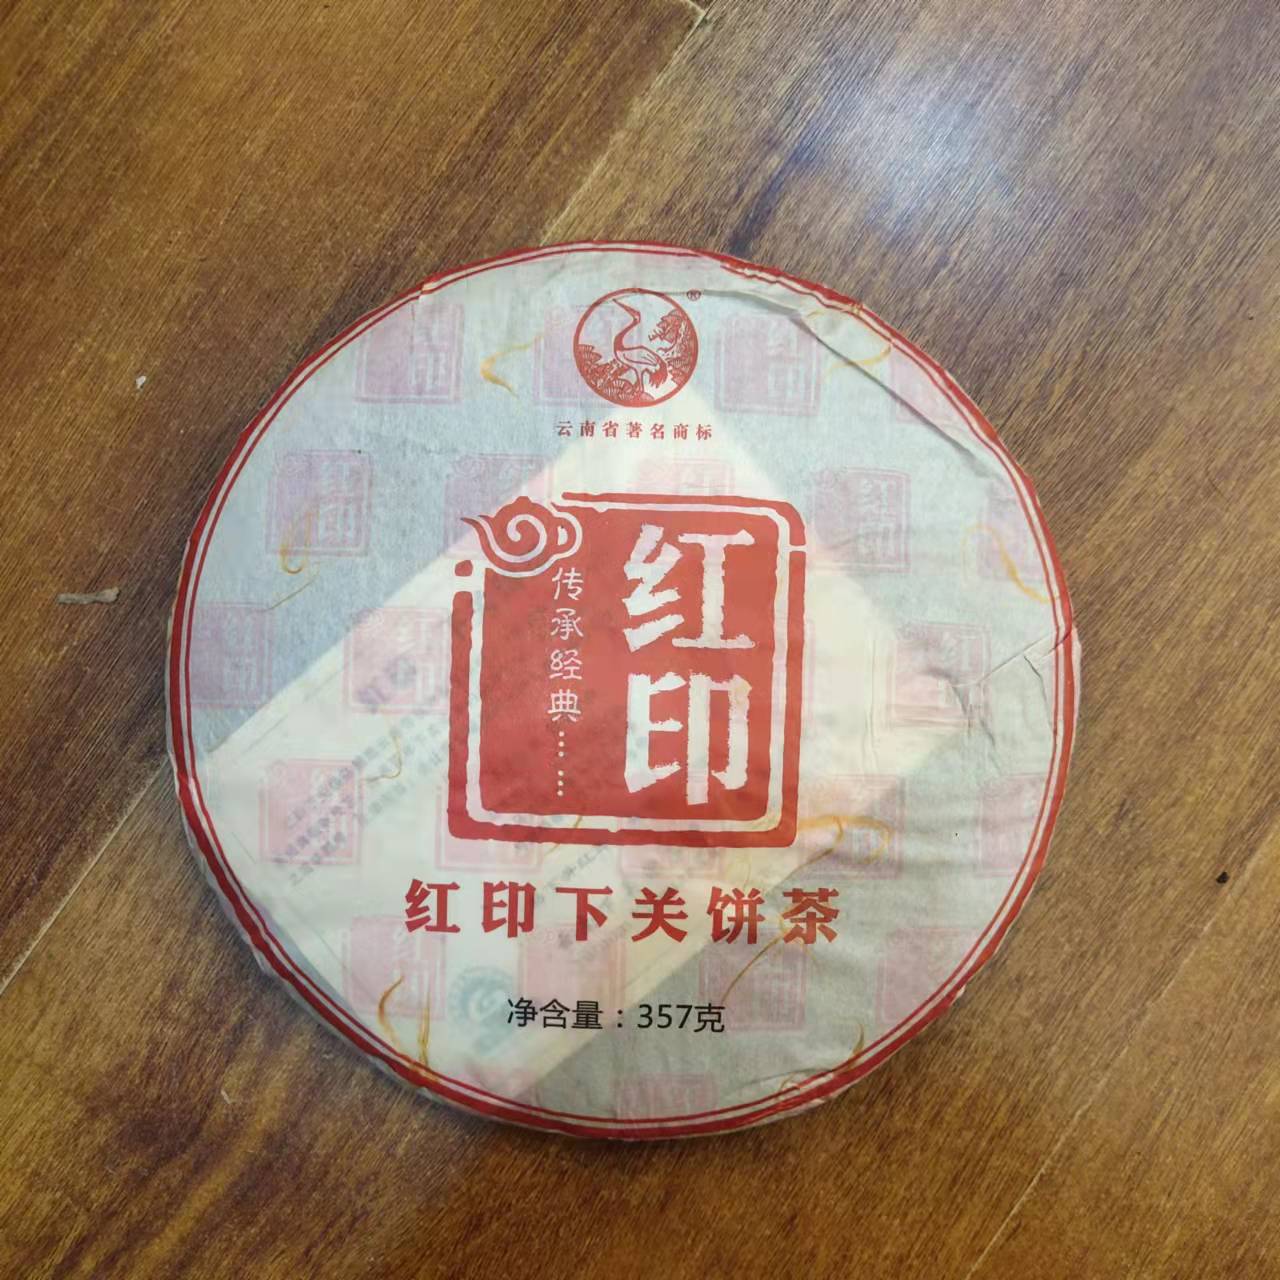 ®
云南省著名商标
红印
传承经典……
红印下关饼茶
净含量：357克